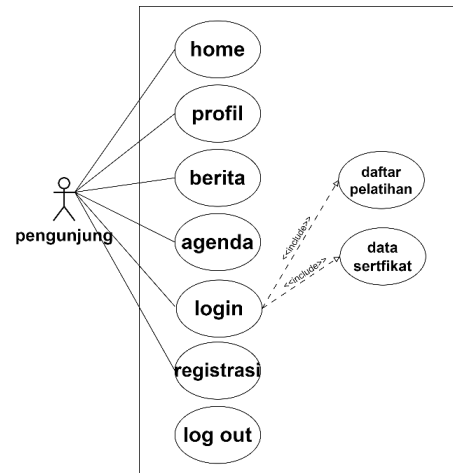 home
profil
berita
pengunjung
agenda
login
registrasi
log out
<<include>>
<<include>>
daftar
pelatihan
data
sertfikat